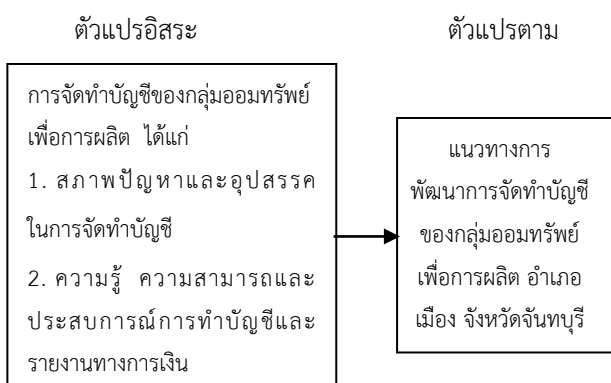 ตัวแปรอิสระ
ตัวแปรตาม
การจัดทำบัญชีของกลุ่มออมทรัพย์
เพื่อการผลิต ได้แก่
1. สภาพปัญหาและอุปสรรค
ในการจัดทำบัญชี
2. ความรู้ ความสามารถและ
ประสบการณ์การทำบัญชีและ
รายงานทางการเงิน
แนวทางการ
พัฒนาการจัดทำบัญชี
ของกลุ่มออมทรัพย์
เพื่อการผลิต อำเภอ
เมือง จังหวัดจันทบุรี